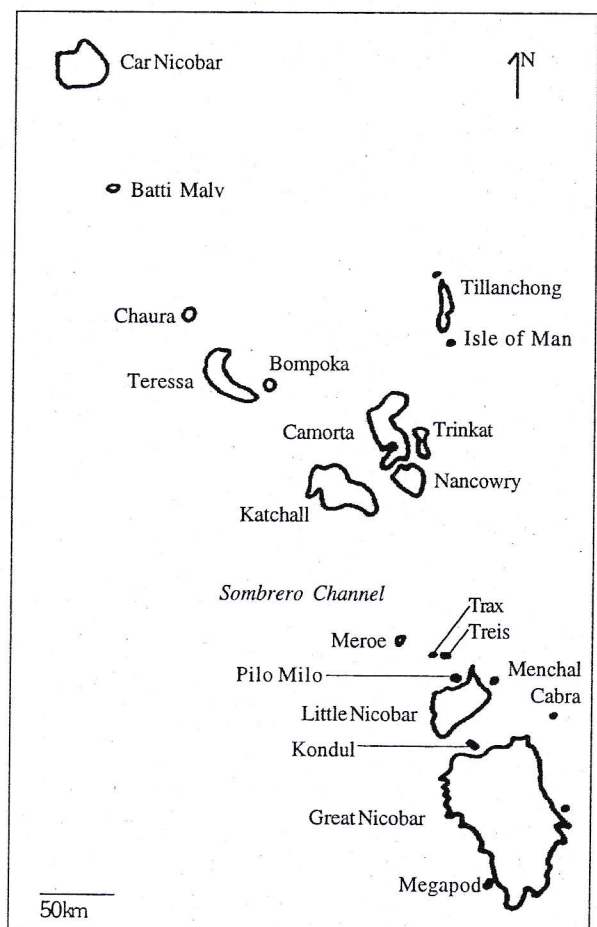 Car Nicobar
N
Batti Malv
Tillanchong
Chaura
Isle of Man
Bompoka
Teressa
Camorta
Trinkat
Nancowry
Katchall
Sombrero Channel
Trax
Treis
Meroe
Pilo Milo
Menchal
Cabra
Little Nicobar
Kondul
Great Nicobar
Megapod
50km